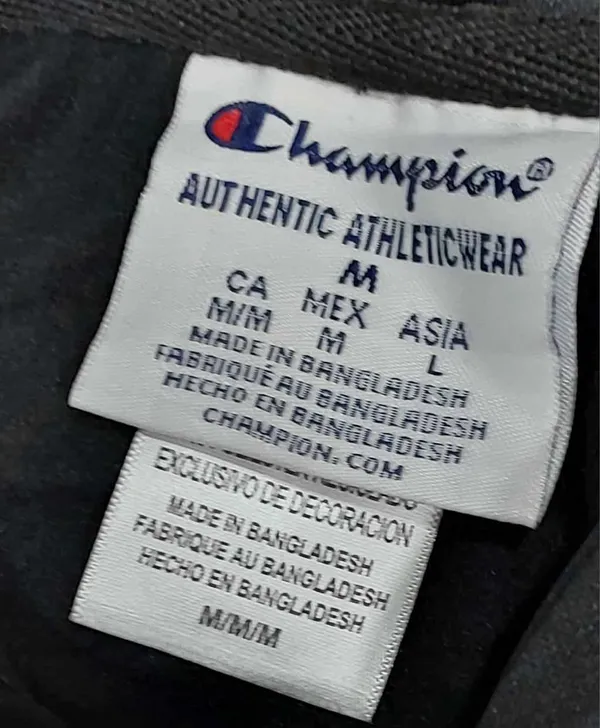 Champion®
AUTHENTIC ATHLETICWEAR
M
CA MEX ASIA
M/M M L
MADE IN BANGLADESH
FABRIQUÉ AU BANGLADESH
HECHO EN BANGLADESH
CHAMPION.COM
EXCLUSIVO DE DECORACION
MADE IN BANGLADESH
FABRIQUE AU BANGLADESH
HECHO EN BANGLADESH
M/M/M